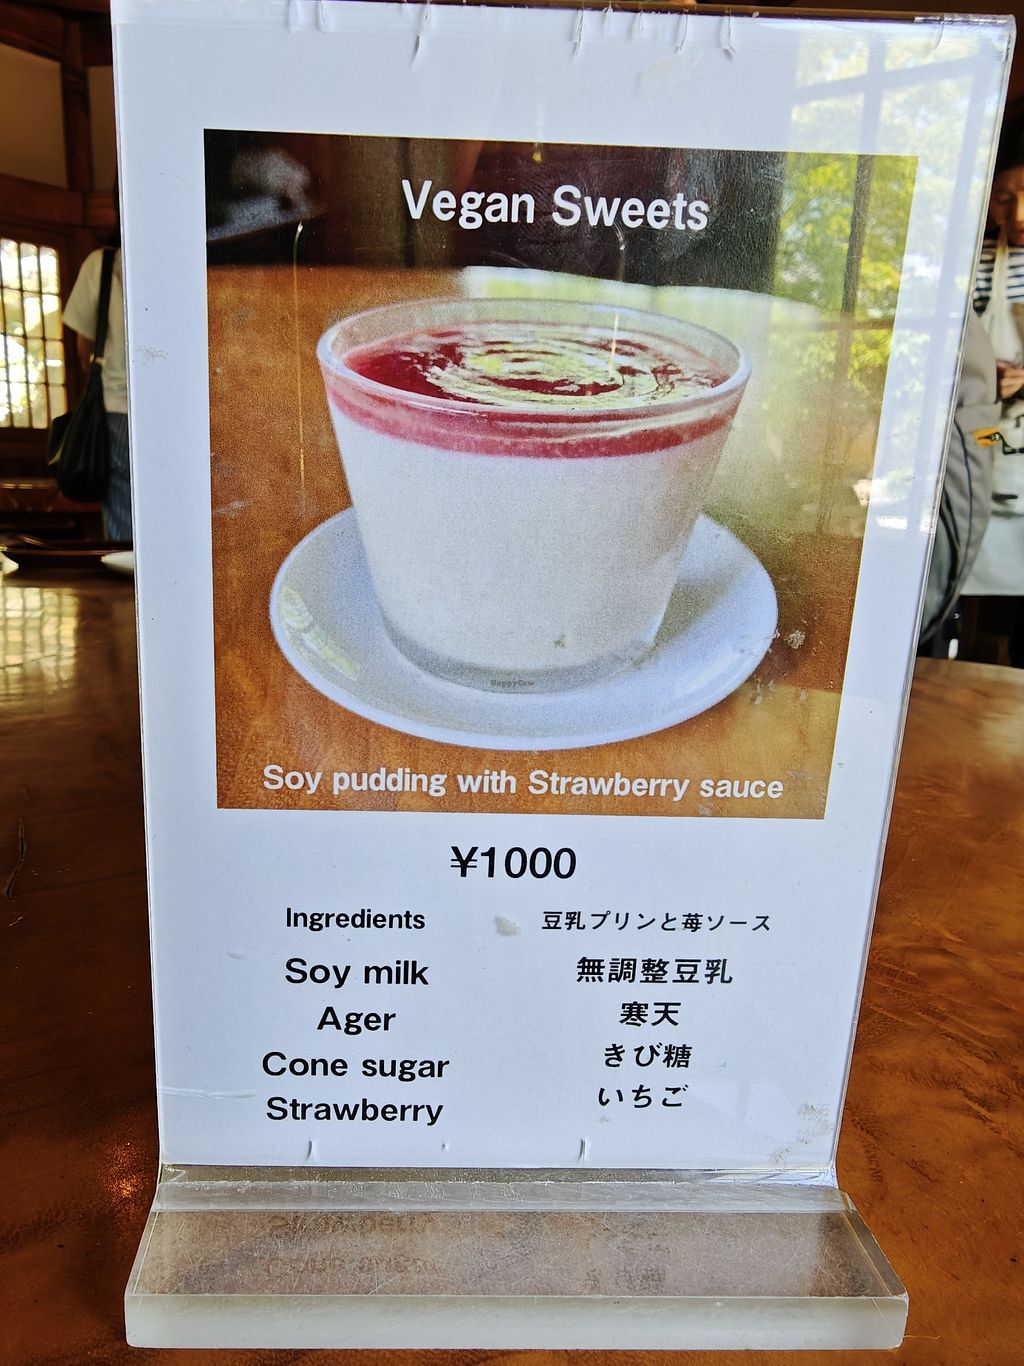 Vegan Sweets
HappyCow
Soy pudding with Strawberry sauce
¥1000
Ingredients
豆乳プリンと苺ソース
Soy milk
無調整豆乳
Ager
寒天
Cone sugar
きび糖
Strawberry
いちご